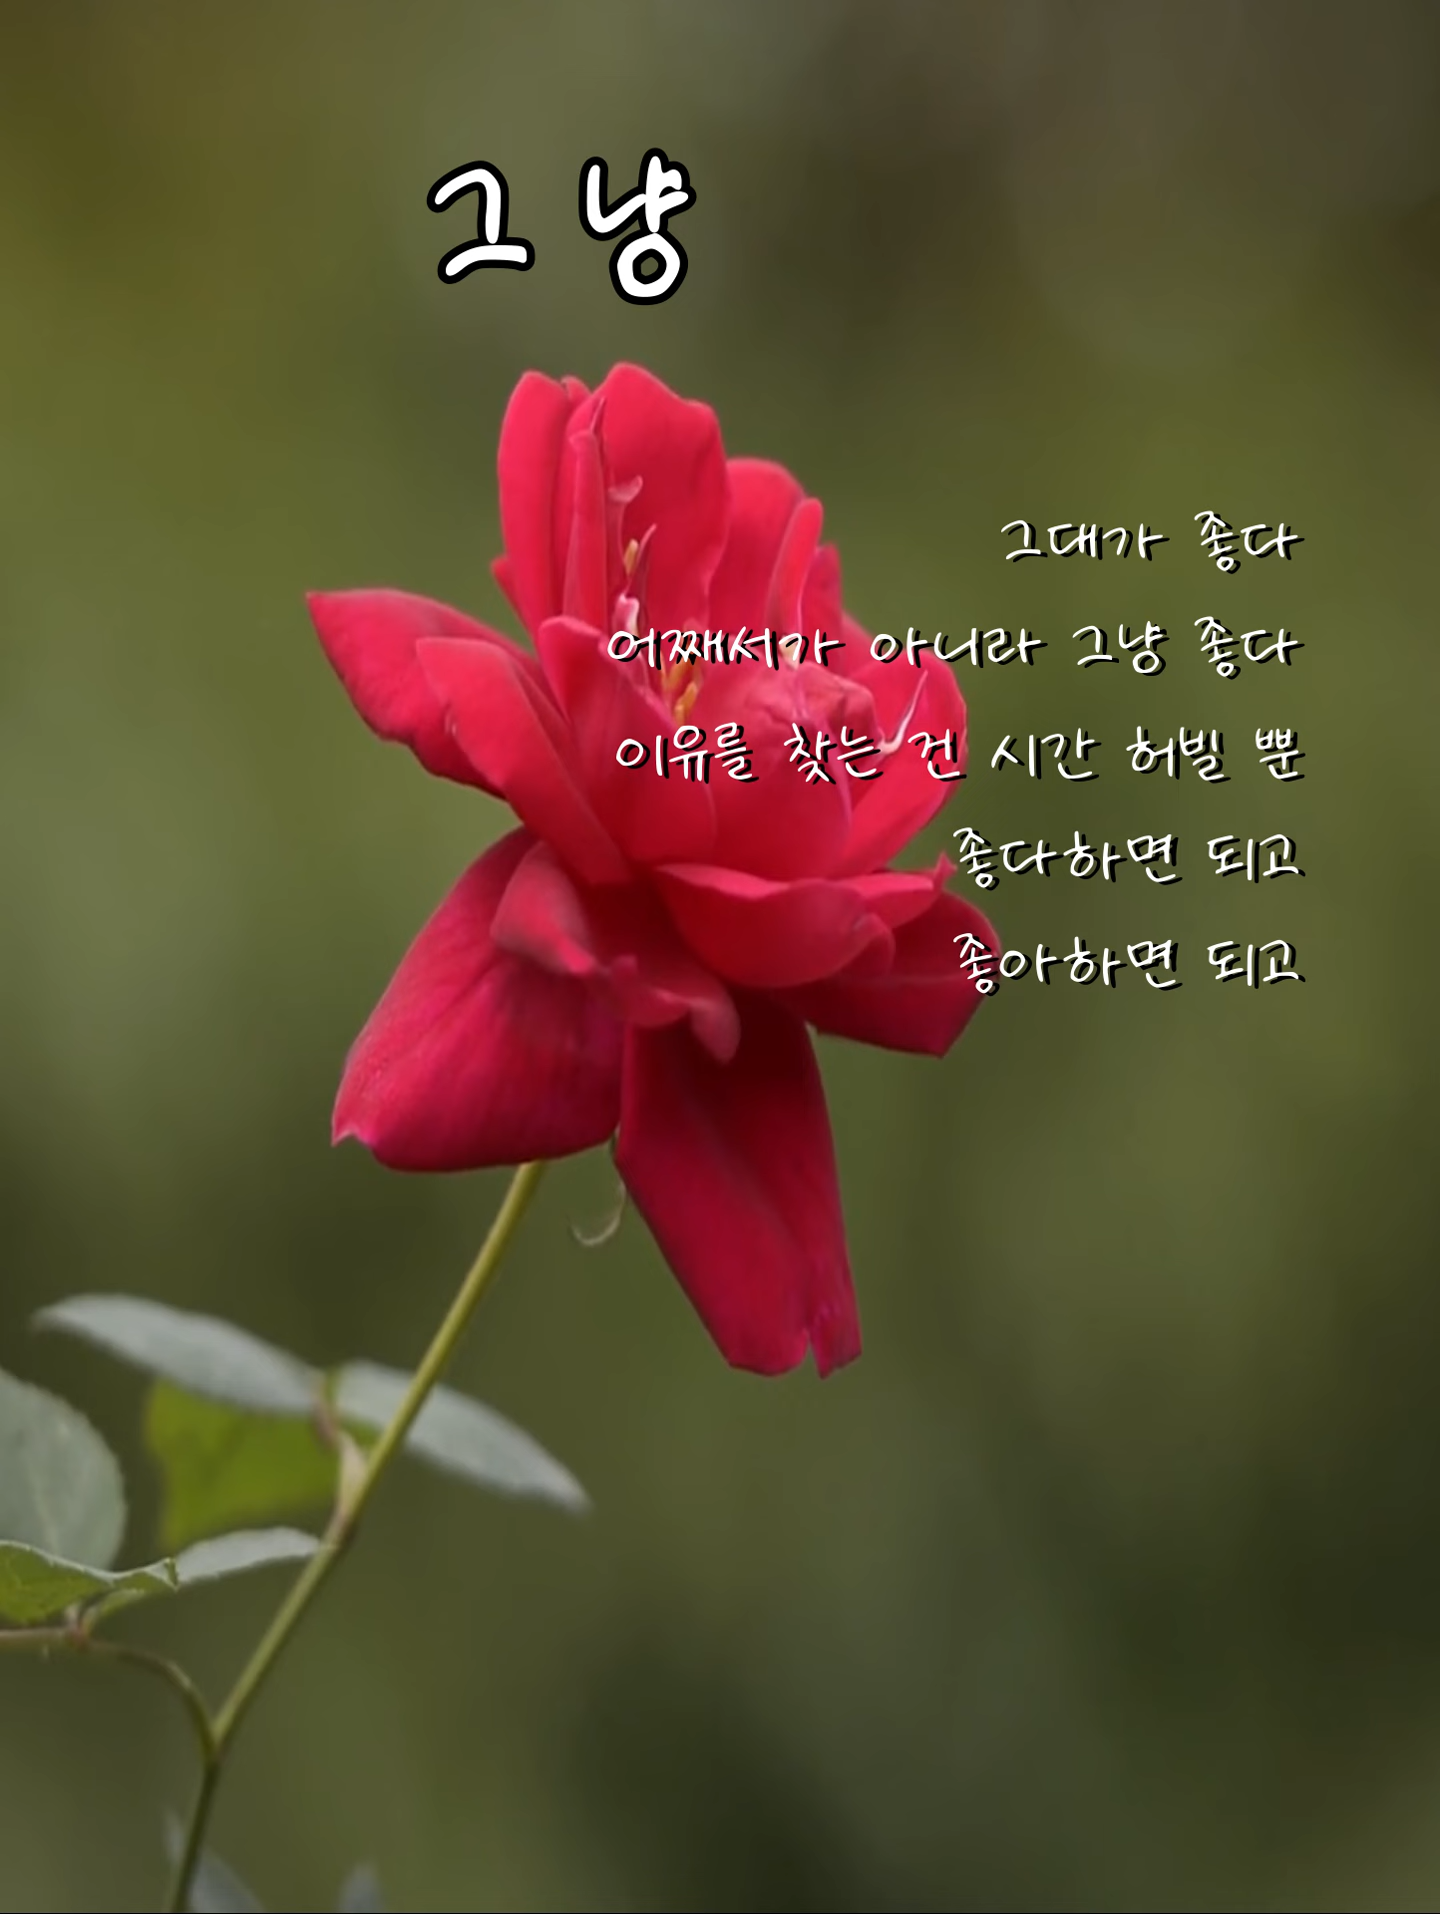 그냥
그대가 좋다
어째서가 아니라 그냥 좋다
이유를 찾는 건 시간 허빌 뿐
좋다하면 되고
좋아하면 되고